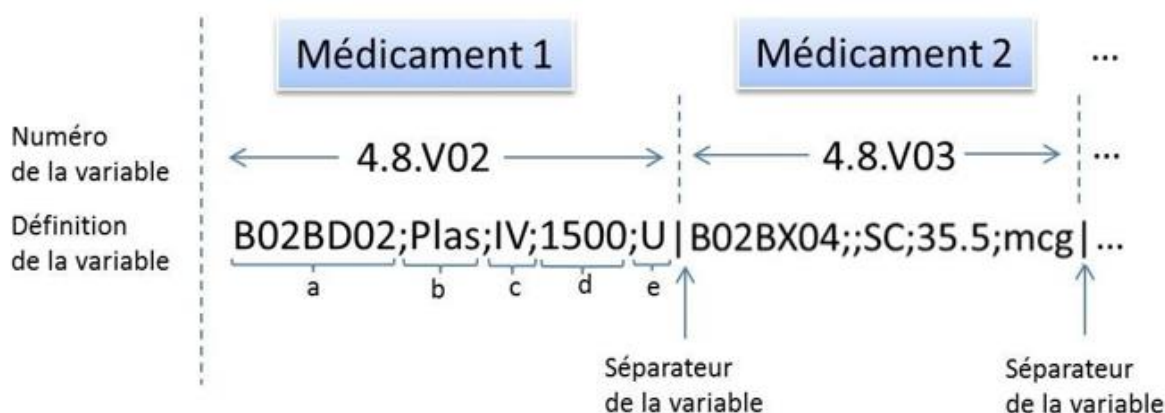 Médicament 1 Médicament 2 ...
Numéro
de la variable
4.8.V02 4.8.V03 ...
Définition
de la variable
B02BD02;Plas;IV;1500;U|B02BX04;;SC;35.5;mcg|...
a b c d e
Séparateur
de la variable
Séparateur
de la variable